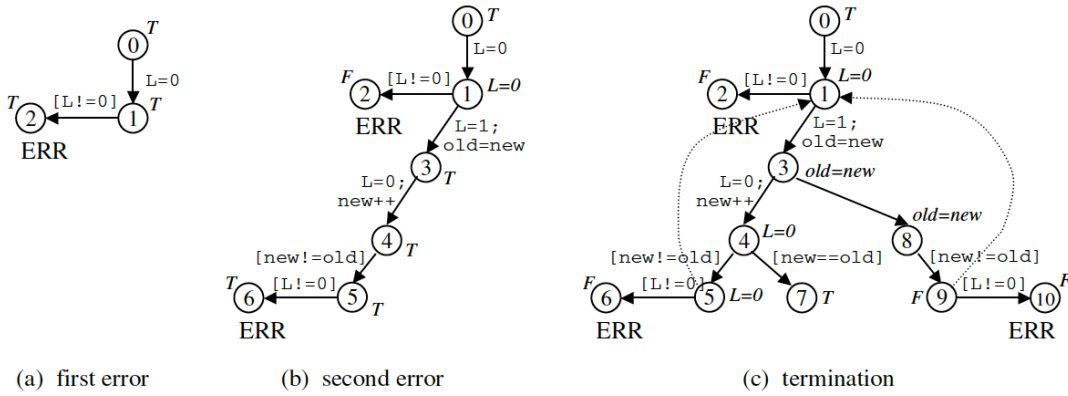 T
0
L=0
T
[L!=0]
2
1
T
ERR
(a) first error
0
T
L=0
F
[L!=0]
L=0
2
1
ERR
L=1;
old=new
3
T
L=0;
new++
4
T
[new!=old]
T
[L!=0]
6
5
T
ERR
(b) second error
0
T
L=0
F
[L!=0]
L=0
2
1
ERR
L=1;
old=new
3
old=new
L=0;
new++
old=new
4
L=0
8
[new!=old]
[new==old]
[new!=old]
F
[L!=0]
L=0
T
F
[L!=0]
F
6
5
7
9
10
ERR
ERR
(c) termination